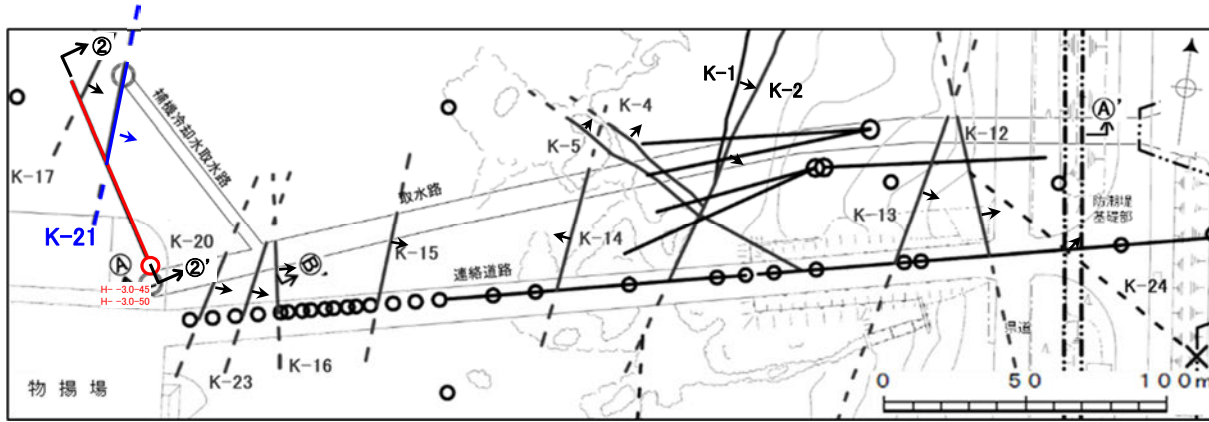 ②'
K-1
K-2
K-4
K-5
K-12
Ⓐ'
補機冷却水取水路
K-17
取水路
防潮堤
基礎部
K-13
K-21
K-20
K-15
K-14
Ⓐ
②'
Ⓑ'
連絡道路
H- -3.0-45
H- -3.0-50
K-24
県道
K-23
K-16
物揚場
0 50 100m